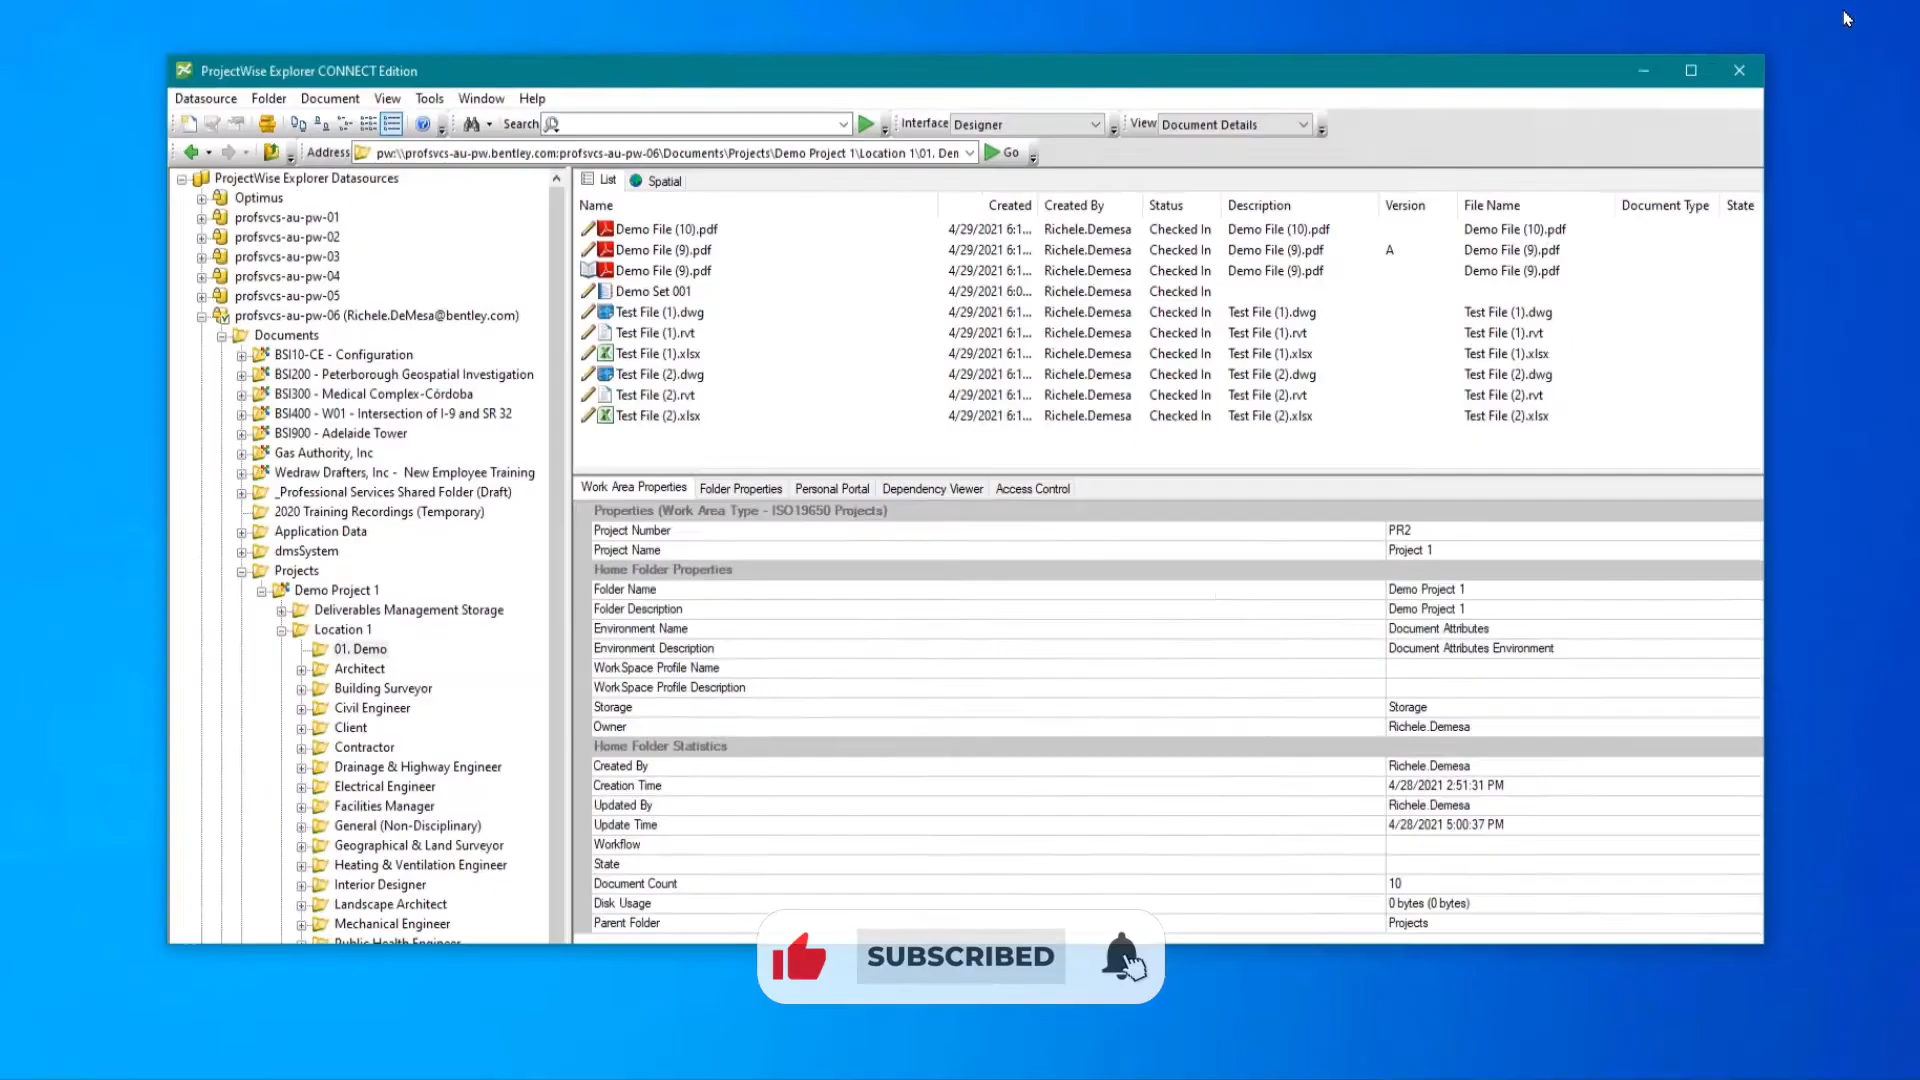 ProjectWise Explorer CONNECT Edition
Datasource Folder Document View Tools Window Help
Search Interface Designer View Document Details
Address pw:\\profsvcs-au-pw.bentley.com:profsvcs-au-pw-06\Documents\Projects\Demo Project 1\Location 1\01. Den Go
ProjectWise Explorer Datasources
Optimus
profsvcs-au-pw-01
profsvcs-au-pw-02
profsvcs-au-pw-03
profsvcs-au-pw-04
profsvcs-au-pw-05
profsvcs-au-pw-06 (Richele.DeMesa@bentley.com)
Documents
BSI10-CE - Configuration
BSI200 - Peterborough Geospatial Investigation
BSI300 - Medical Complex-Córdoba
BSI400 - W01 - Intersection of I-9 and SR 32
BSI900 - Adelaide Tower
Gas Authority, Inc
Wedraw Drafters, Inc - New Employee Training
_Professional Services Shared Folder (Draft)
2020 Training Recordings (Temporary)
Application Data
dmsSystem
Projects
Demo Project 1
Deliverables Management Storage
Location 1
01. Demo
Architect
Building Surveyor
Civil Engineer
Client
Contractor
Drainage & Highway Engineer
Electrical Engineer
Facilities Manager
General (Non-Disciplinary)
Geographical & Land Surveyor
Heating & Ventilation Engineer
Interior Designer
Landscape Architect
Mechanical Engineer
Public Health Engineer
List Spatial
Name Created Created By Status Description Version File Name Document Type State
Demo File (10).pdf 4/29/2021 6:1... Richele.Demesa Checked In Demo File (10).pdf Demo File (10).pdf
Demo File (9).pdf 4/29/2021 6:1... Richele.Demesa Checked In Demo File (9).pdf A Demo File (9).pdf
Demo File (9).pdf 4/29/2021 6:1... Richele.Demesa Checked In Demo File (9).pdf Demo File (9).pdf
Demo Set 001 4/29/2021 6:0... Richele.Demesa Checked In
Test File (1).dwg 4/29/2021 6:1... Richele.Demesa Checked In Test File (1).dwg Test File (1).dwg
Test File (1).rvt 4/29/2021 6:1... Richele.Demesa Checked In Test File (1).rvt Test File (1).rvt
Test File (1).xlsx 4/29/2021 6:1... Richele.Demesa Checked In Test File (1).xlsx Test File (1).xlsx
Test File (2).dwg 4/29/2021 6:1... Richele.Demesa Checked In Test File (2).dwg Test File (2).dwg
Test File (2).rvt 4/29/2021 6:1... Richele.Demesa Checked In Test File (2).rvt Test File (2).rvt
Test File (2).xlsx 4/29/2021 6:1... Richele.Demesa Checked In Test File (2).xlsx Test File (2).xlsx
Work Area Properties Folder Properties Personal Portal Dependency Viewer Access Control
Properties (Work Area Type - ISO19650 Projects)
Project Number PR2
Project Name Project 1
Home Folder Properties
Folder Name Demo Project 1
Folder Description Demo Project 1
Environment Name Document Attributes
Environment Description Document Attributes Environment
WorkSpace Profile Name
WorkSpace Profile Description
Storage Storage
Owner Richele.Demesa
Home Folder Statistics
Created By Richele.Demesa
Creation Time 4/28/2021 2:51:31 PM
Updated By Richele.Demesa
Update Time 4/28/2021 5:00:37 PM
Workflow
State
Document Count 10
Disk Usage 0 bytes (0 bytes)
Parent Folder Projects
SUBSCRIBED